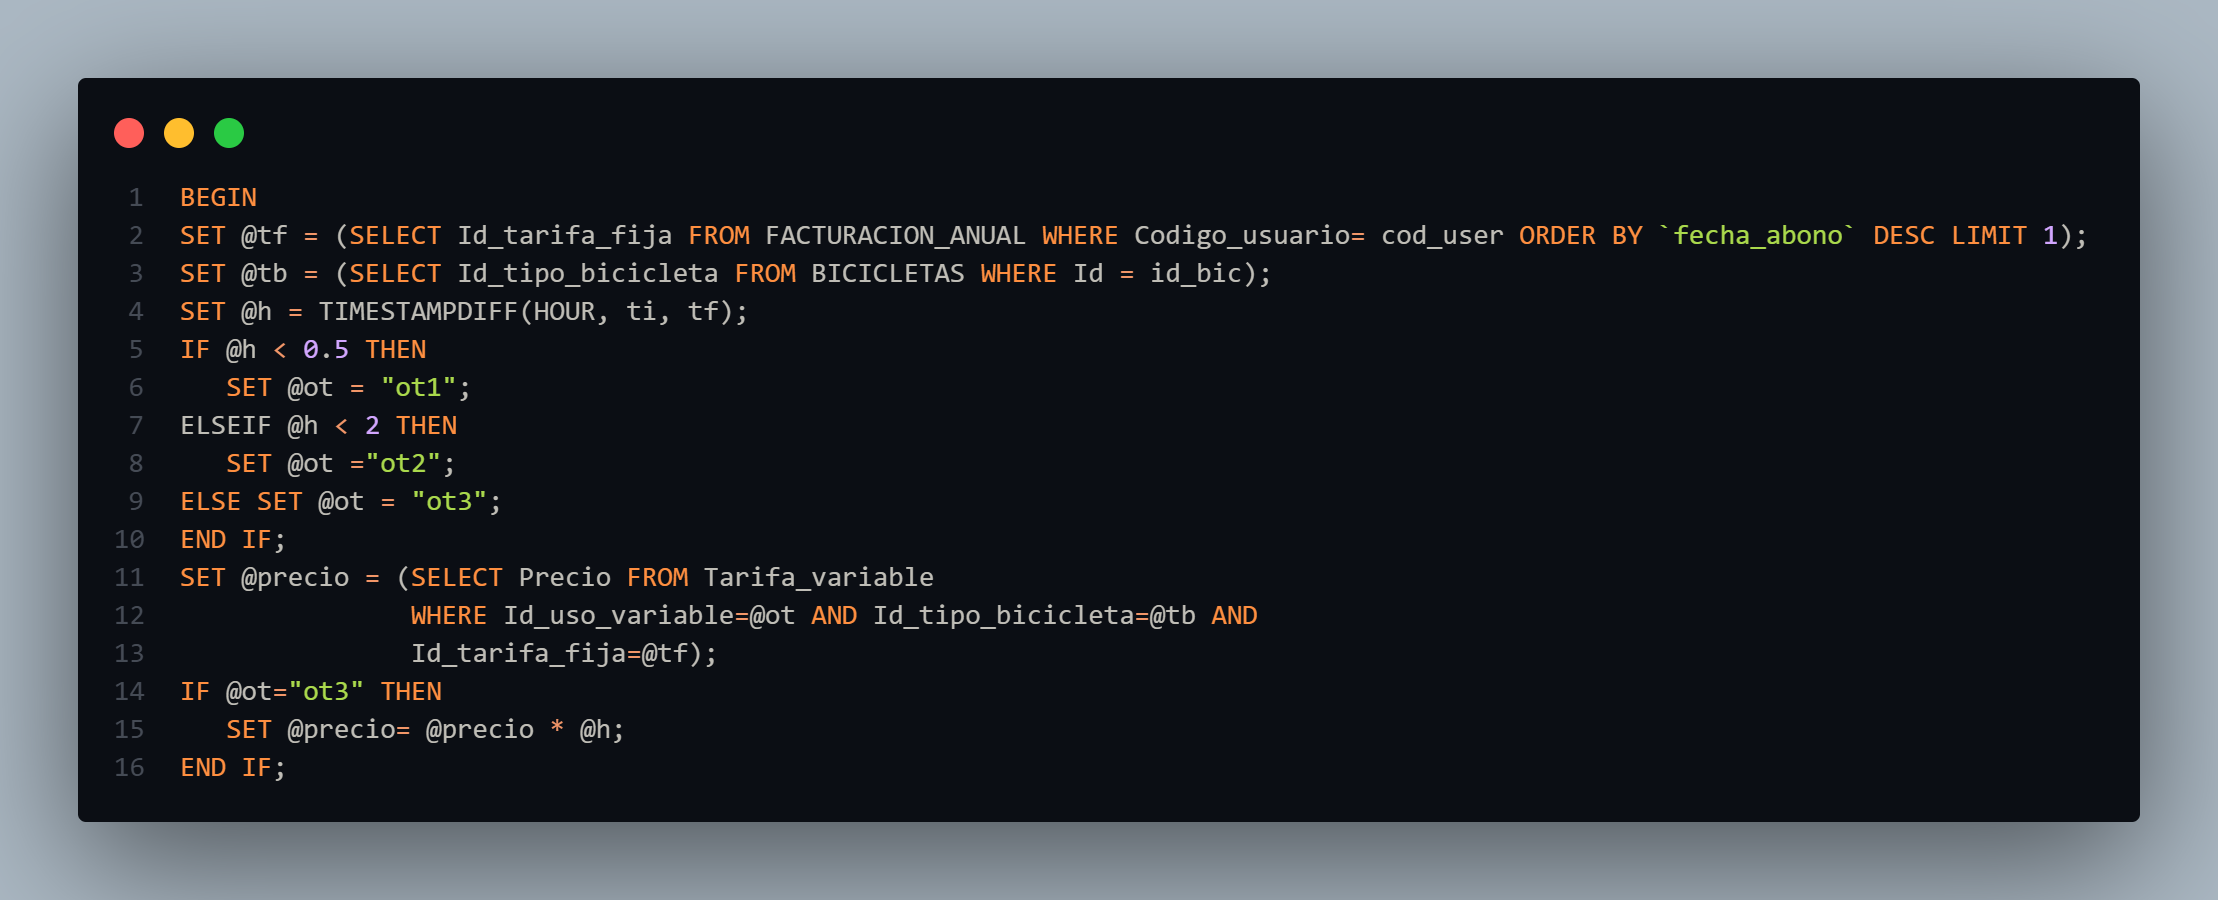 1 BEGIN
2 SET @tf = (SELECT Id_tarifa_fija FROM FACTURACION_ANUAL WHERE Codigo_usuario= cod_user ORDER BY `fecha_abono` DESC LIMIT 1);
3 SET @tb = (SELECT Id_tipo_bicicleta FROM BICICLETAS WHERE Id = id_bic);
4 SET @h = TIMESTAMPDIFF(HOUR, ti, tf);
5 IF @h < 0.5 THEN
6    SET @ot = "ot1";
7 ELSEIF @h < 2 THEN
8    SET @ot ="ot2";
9 ELSE SET @ot = "ot3";
10 END IF;
11 SET @precio = (SELECT Precio FROM Tarifa_variable
12                WHERE Id_uso_variable=@ot AND Id_tipo_bicicleta=@tb AND
13                Id_tarifa_fija=@tf);
14 IF @ot="ot3" THEN
15    SET @precio= @precio * @h;
16 END IF;